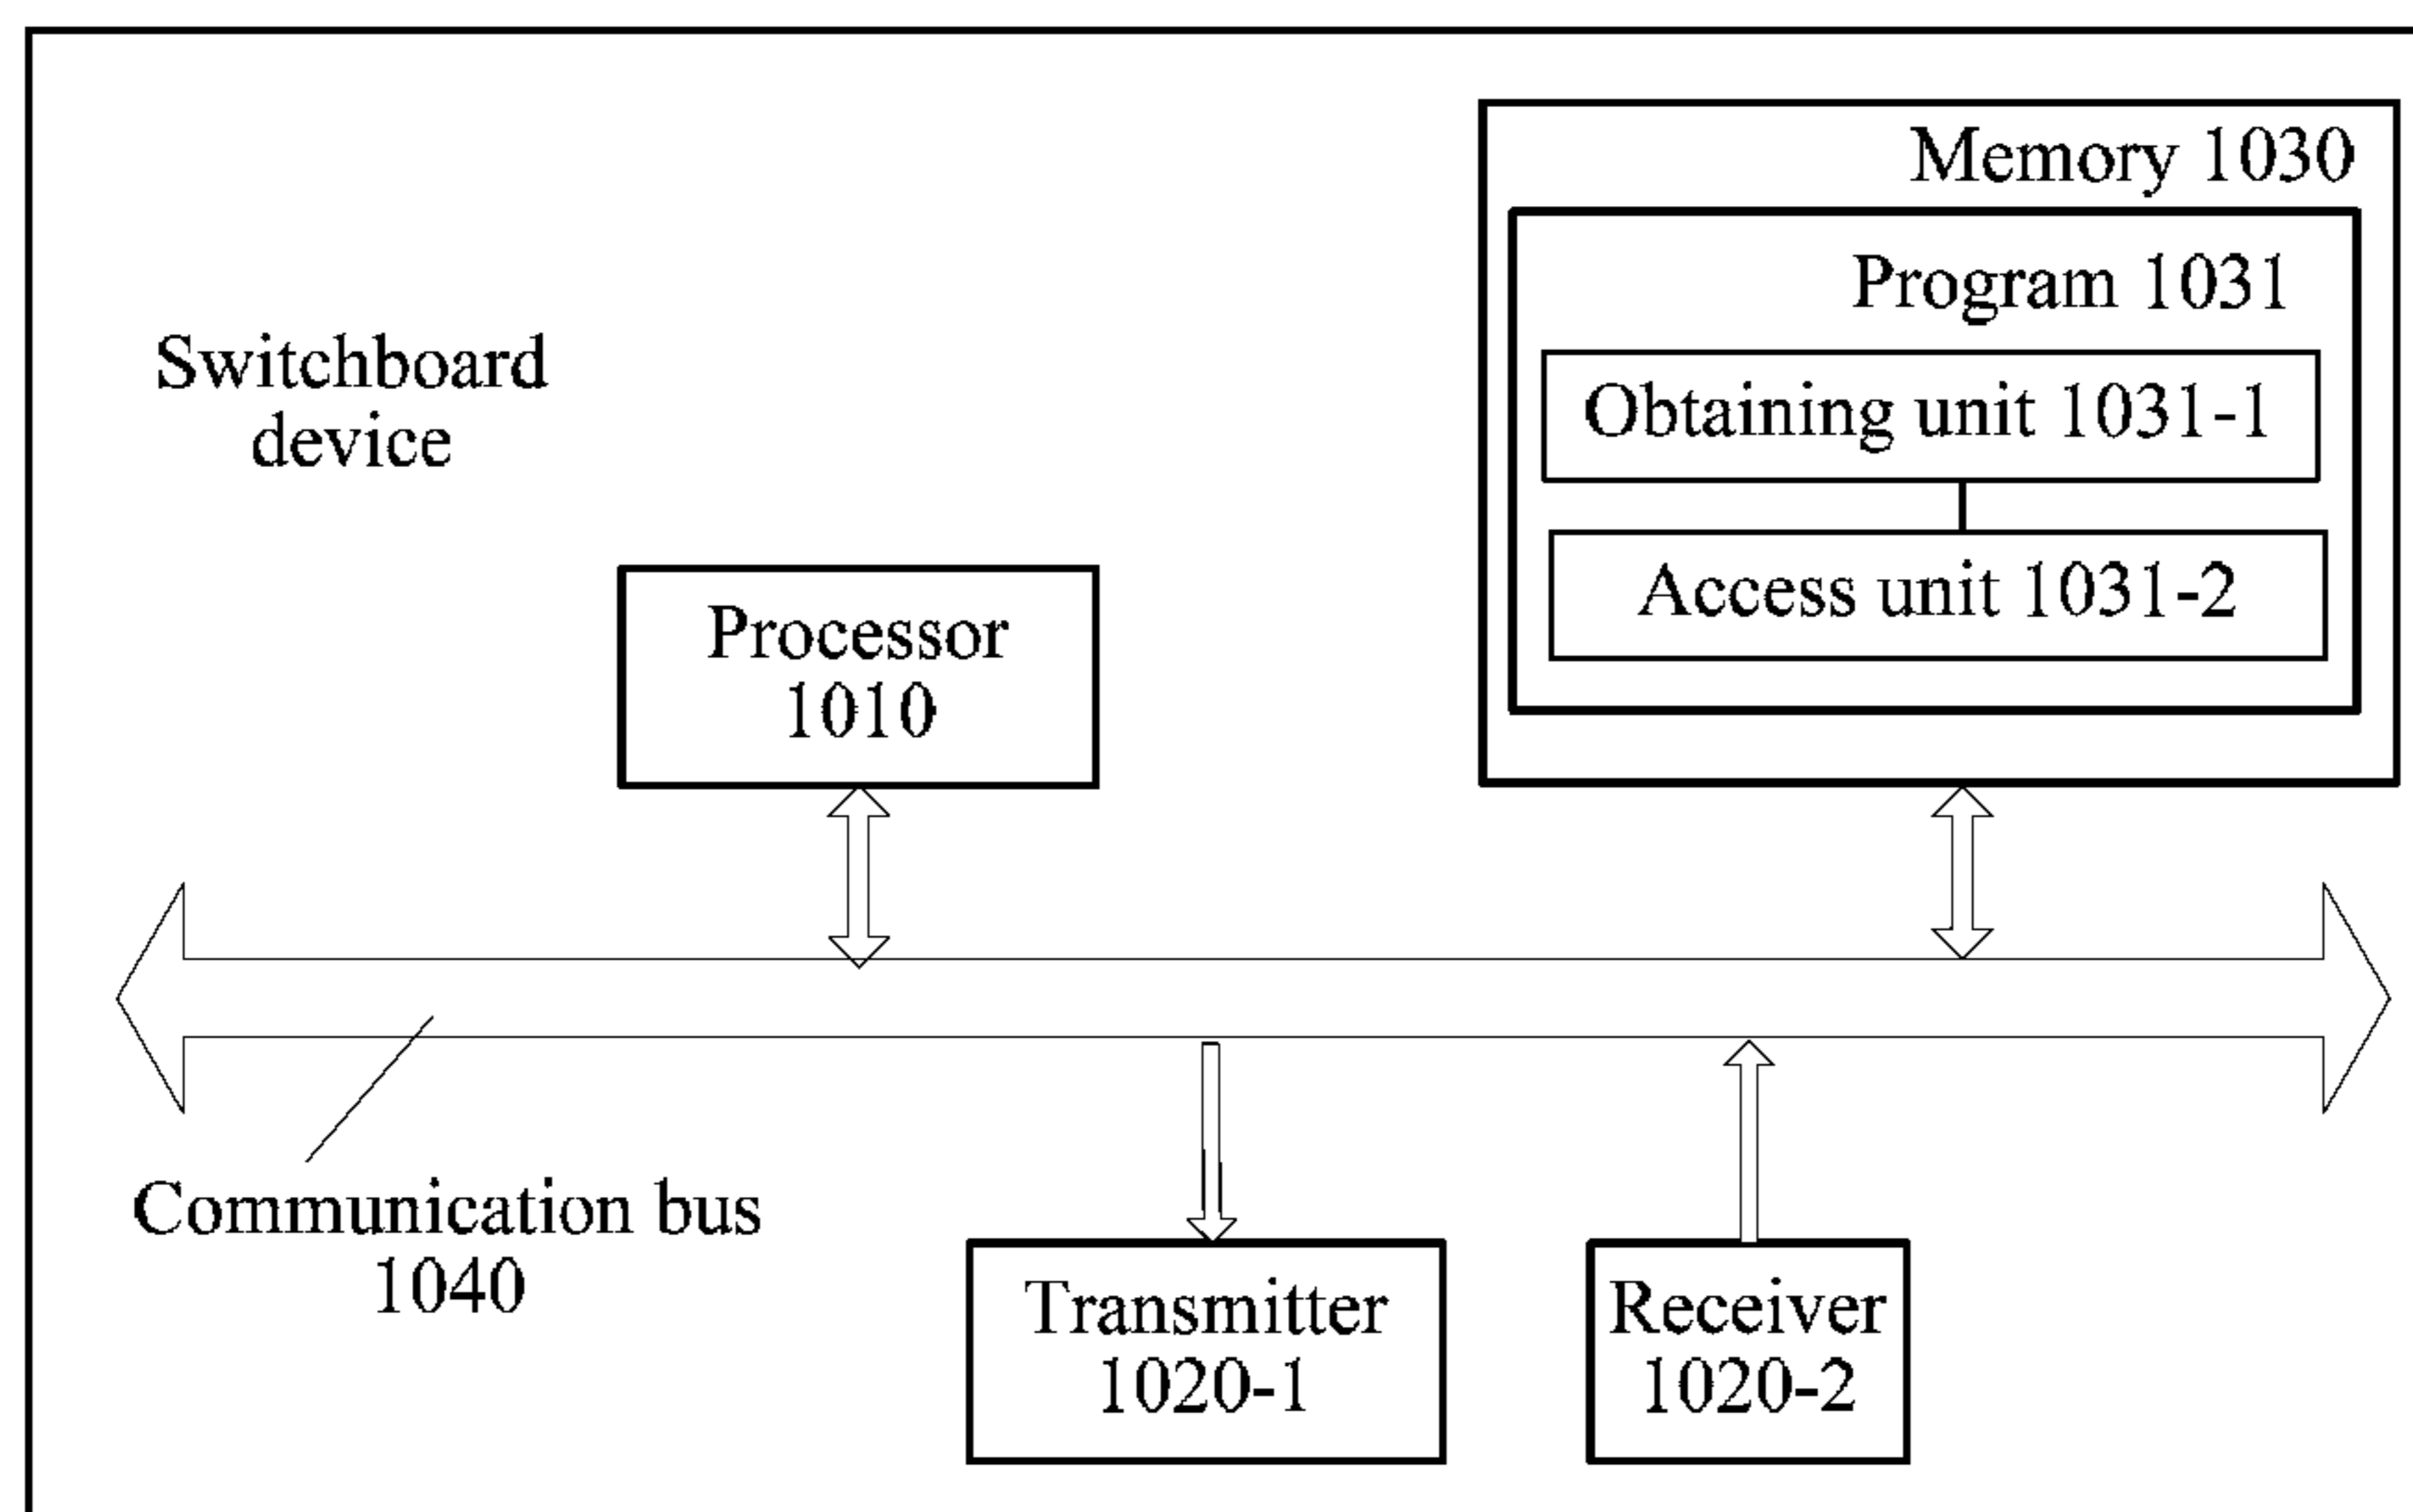 Memory 1030
Program 1031
Switchboard
device
Obtaining unit 1031-1
Access unit 1031-2
Processor
1010
Communication bus
1040
Transmitter
1020-1
Receiver
1020-2